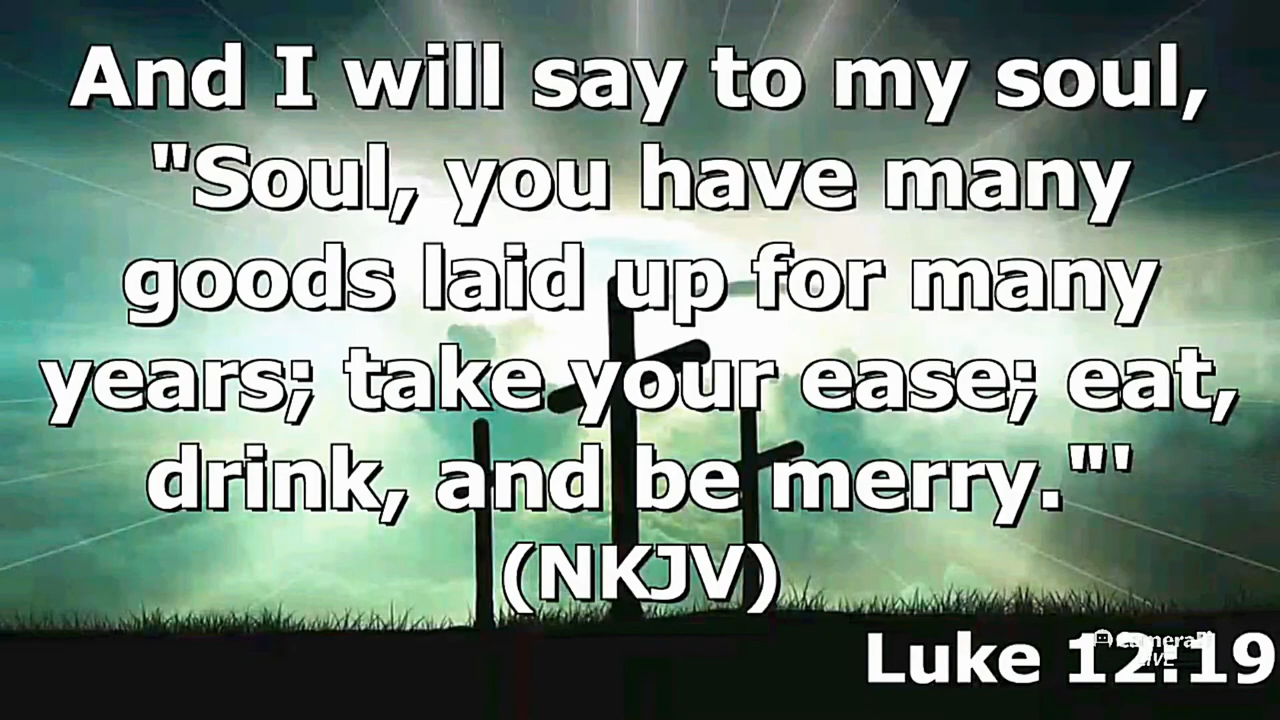 And I will say to my soul,
"Soul, you have many
goods laid up for many
years; take your ease; eat,
drink, and be merry."'
(NKJV)
Luke 12:19
LIVE